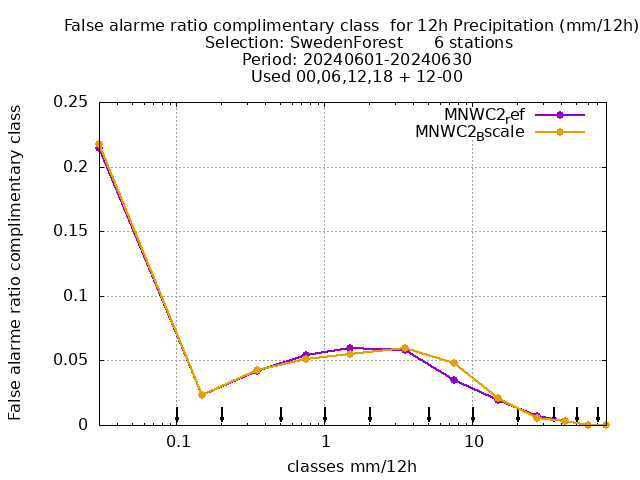 False alarme ratio complimentary class  for 12h Precipitation (mm/12h)
Selection: SwedenForest      6 stations
Period: 20240601-20240630
Used 00,06,12,18 + 12-00
MNWC2ref
MNWC2Bscale
False alarme ratio complimentary class
0.25
0.2
0.15
0.1
0.05
0
0.1
1
10
classes mm/12h